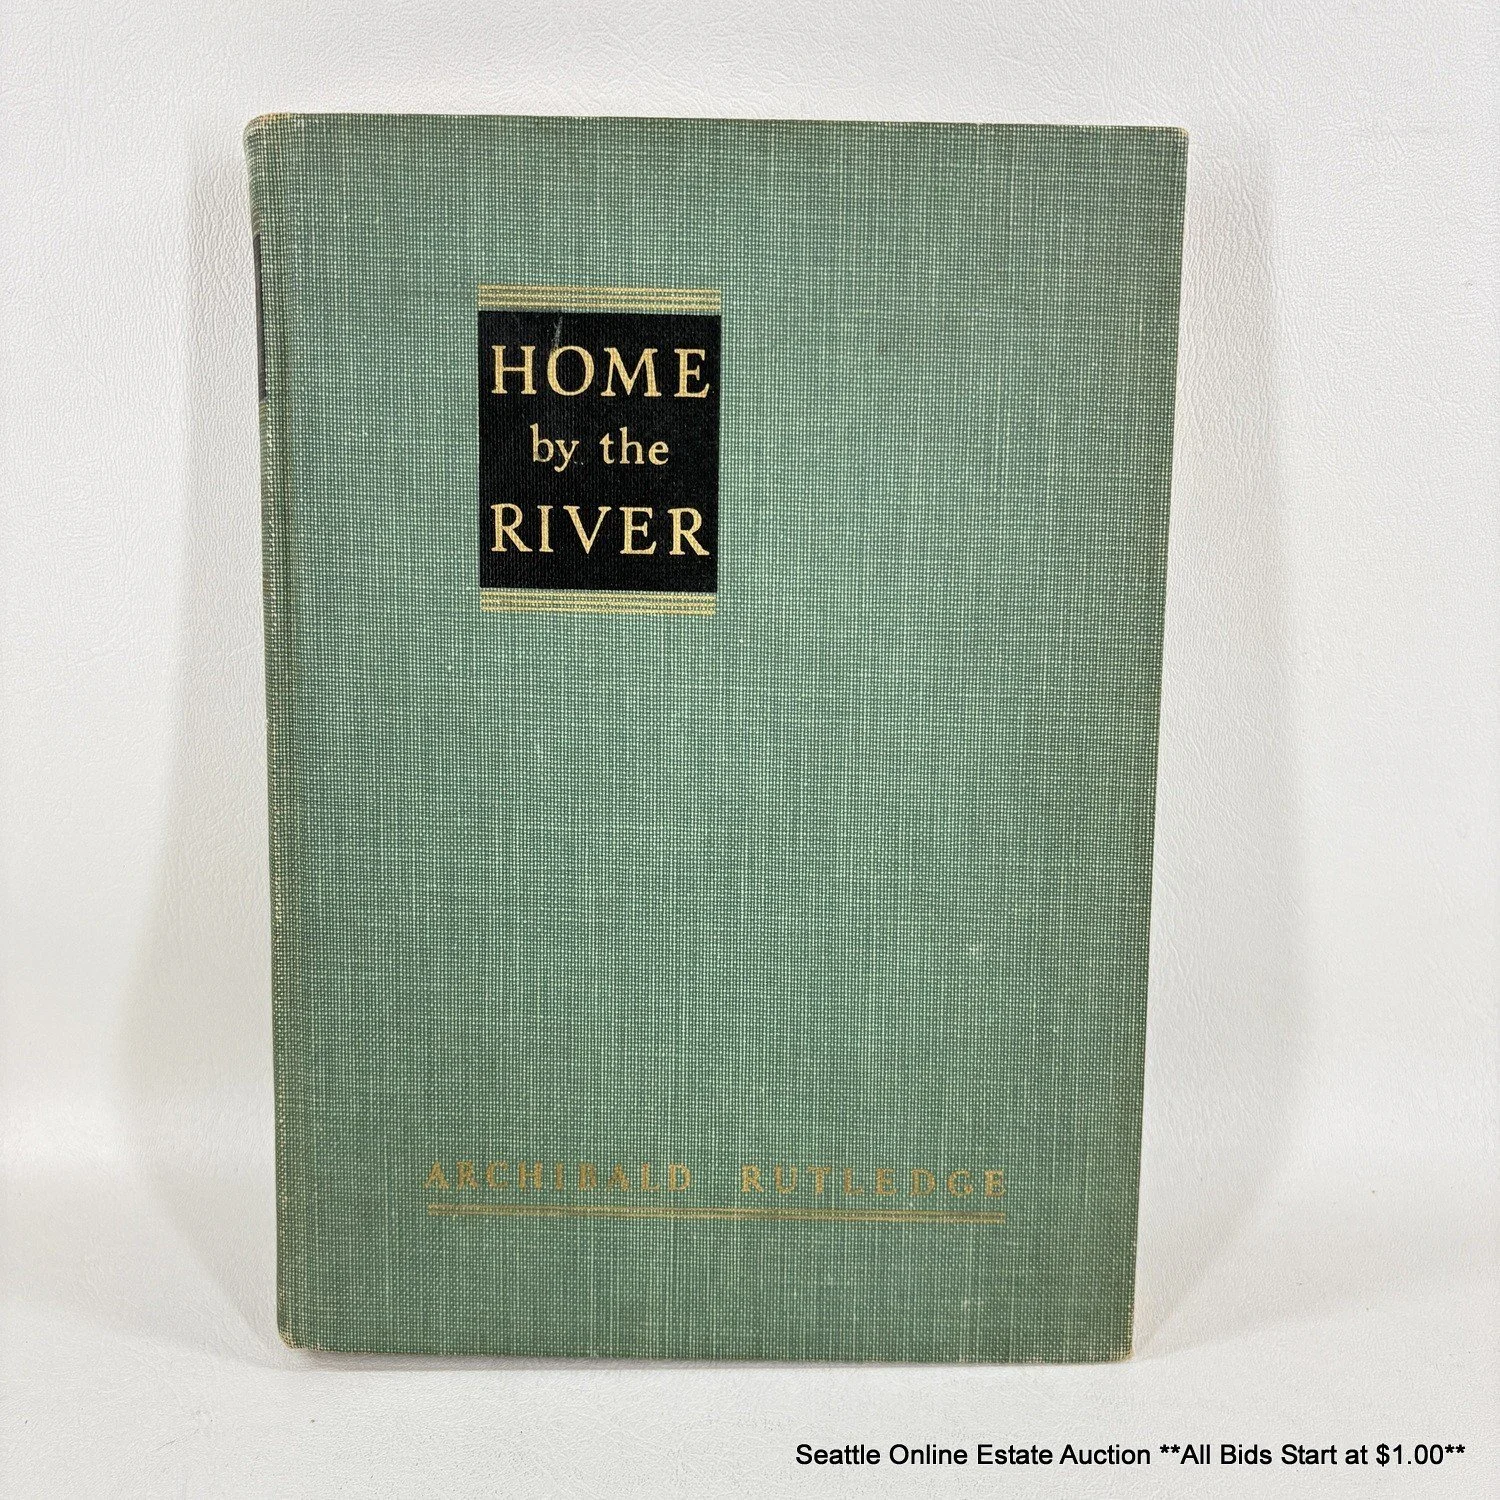 HOME
by the
RIVER
ARCHIBALD RUTLEDGE
Seattle Online Estate Auction **All Bids Start at $1.00**